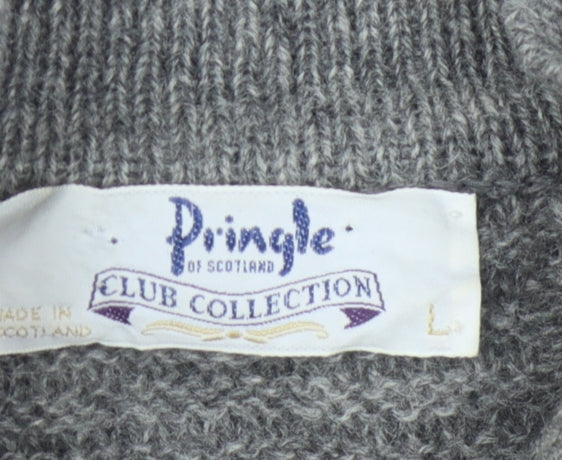 Pringle
OF SCOTLAND
CLUB COLLECTION
MADE IN
SCOTLAND
L